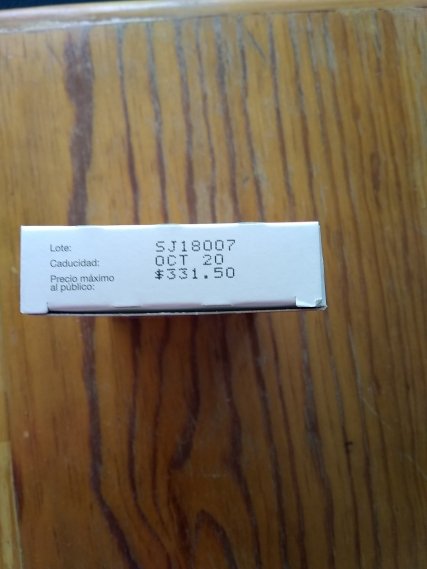 Lote: SJ18007
Caducidad: OCT 20
Precio máximo $331.50
al público: